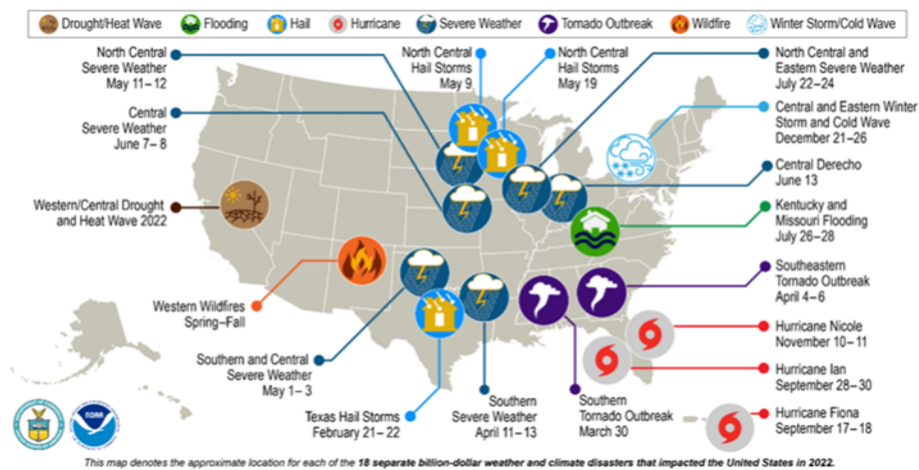 Drought/Heat Wave Flooding Hail Hurricane Severe Weather Tornado Outbreak Wildfire Winter Storm/Cold Wave
North Central
Severe Weather
May 11–12
North Central
Hail Storms
May 9
North Central
Hail Storms
May 19
North Central and
Eastern Severe Weather
July 22–24
Central
Severe Weather
June 7–8
Central and Eastern Winter
Storm and Cold Wave
December 21–26
Central Derecho
June 13
Western/Central Drought
and Heat Wave 2022
Kentucky and
Missouri Flooding
July 26–28
Southeastern
Tornado Outbreak
April 4–6
Western Wildfires
Spring–Fall
Hurricane Nicole
November 10–11
Southern and Central
Severe Weather
May 1–3
Hurricane Ian
September 28–30
Texas Hail Storms
February 21–22
Southern
Severe Weather
April 11–13
Southern
Tornado Outbreak
March 30
Hurricane Fiona
September 17–18
NOAA
This map denotes the approximate location for each of the 18 separate billion-dollar weather and climate disasters that impacted the United States in 2022.